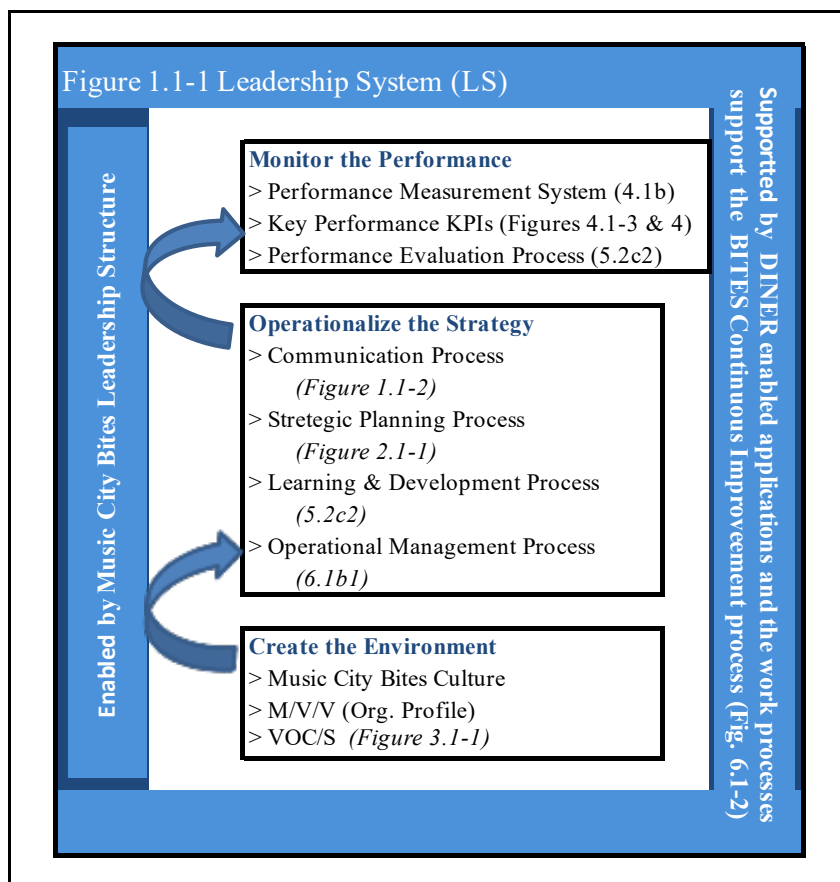 Figure 1.1-1 Leadership System (LS)
Enabled by Music City Bites Leadership Structure
Monitor the Performance
> Performance Measurement System (4.1b)
> Key Performance KPIs (Figures 4.1-3 & 4)
> Performance Evaluation Process (5.2c2)
Operationalize the Strategy
> Communication Process
(Figure 1.1-2)
> Stretegic Planning Process
(Figure 2.1-1)
> Learning & Development Process
(5.2c2)
> Operational Management Process
(6.1b1)
Create the Environment
> Music City Bites Culture
> M/V/V (Org. Profile)
> VOC/S (Figure 3.1-1)
Supportted by DINER enabled applications and the work processes
support the BITES Continuous Improveement process (Fig. 6.1-2)